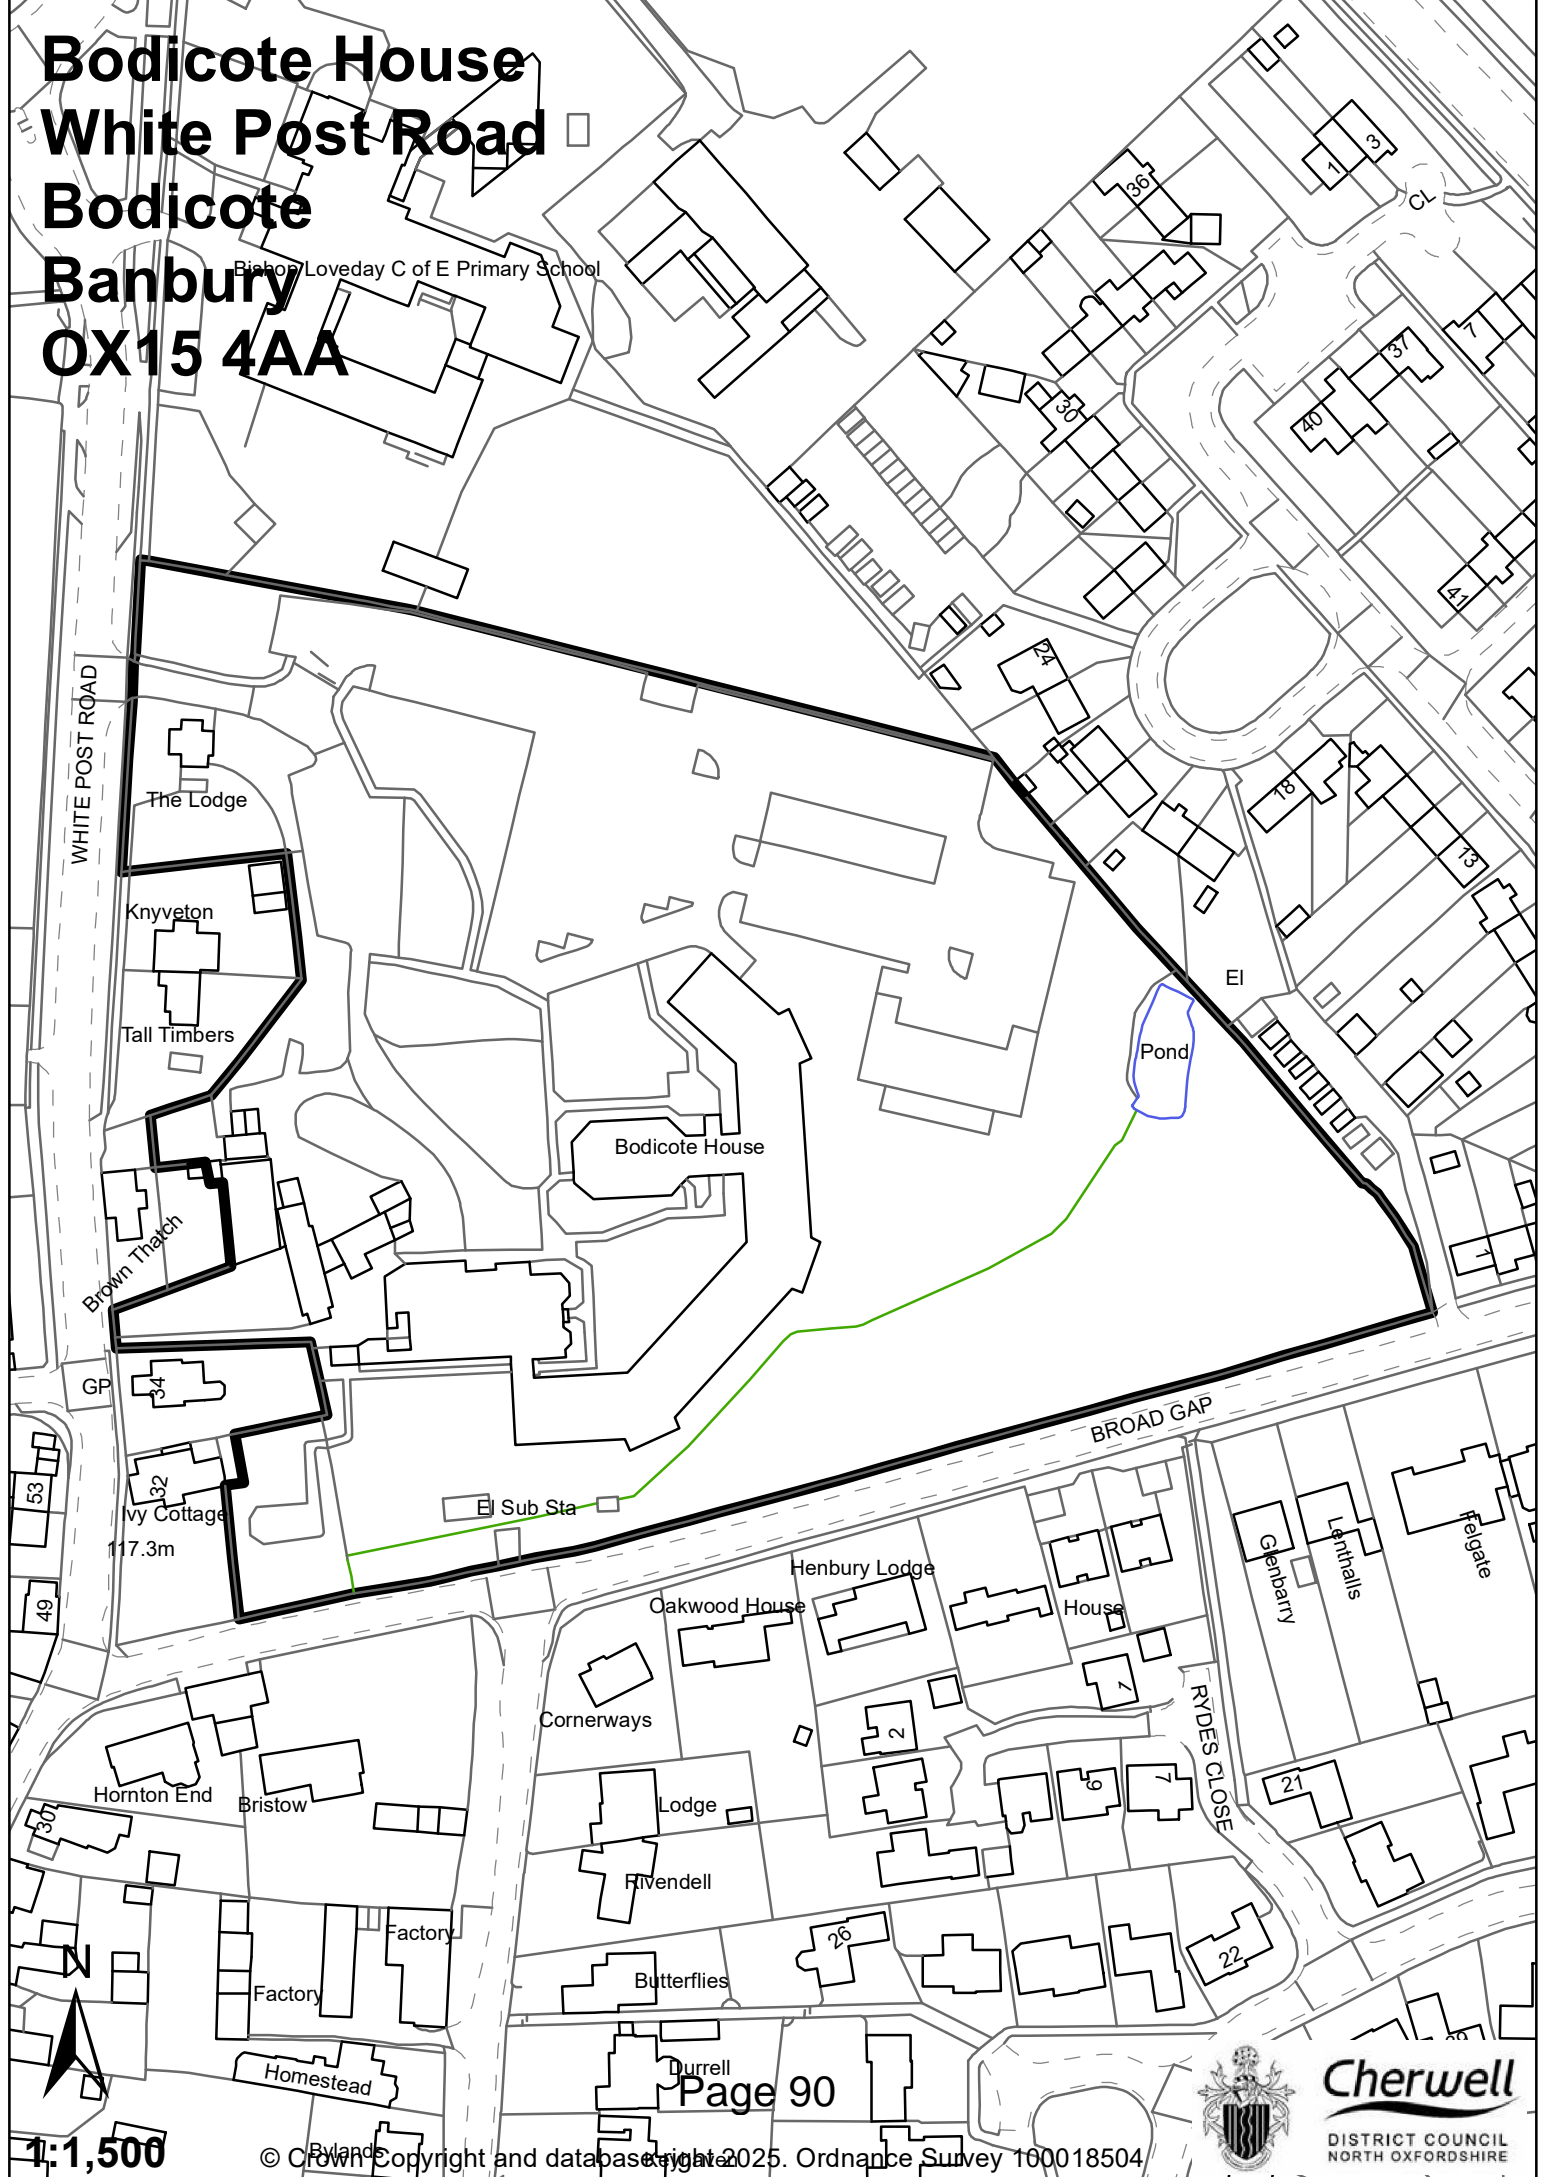 Bodicote House
White Post Road
Bodicote
Banbury
OX15 4AA
Bishop Loveday C of E Primary School
36
1
3
CL
7
37
40
30
41
24
18
13
WHITE POST ROAD
The Lodge
Knyveton
Tall Timbers
El
Pond
Bodicote House
Brown Thatch
1
GP
34
32
Ivy Cottage
117.3m
53
49
El Sub Sta
BROAD GAP
Henbury Lodge
Oakwood House
House
Glenbarry
Lenthalls
Felgate
Cornerways
1
2
RYDES CLOSE
Hornton End
Bristow
30
Lodge
6
7
21
Rivendell
Factory
Factory
26
22
Butterflies
N
Homestead
Durrell
Page 90
Cherwell
DISTRICT COUNCIL
NORTH OXFORDSHIRE
1:1,500
Bylands
© Crown Copyright and database right 2025. Ordnance Survey 100018504